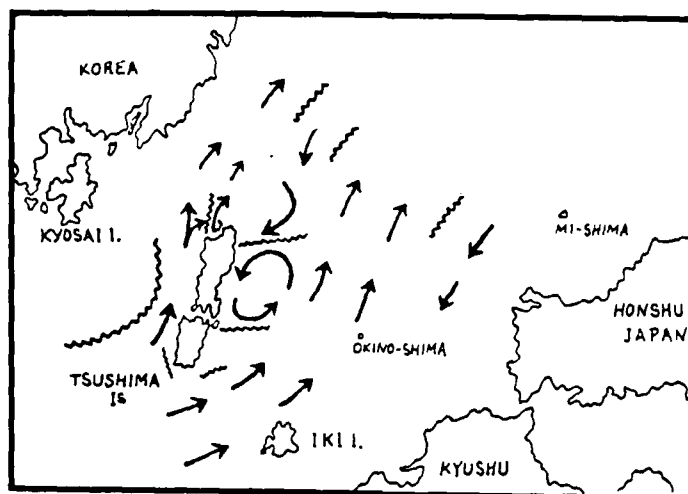 KOREA
KYOSAI I.
MI-SHIMA
HONSHU
JAPAN
OKINO-SHIMA
TSUSHIMA
IS
IKI I.
KYUSHU